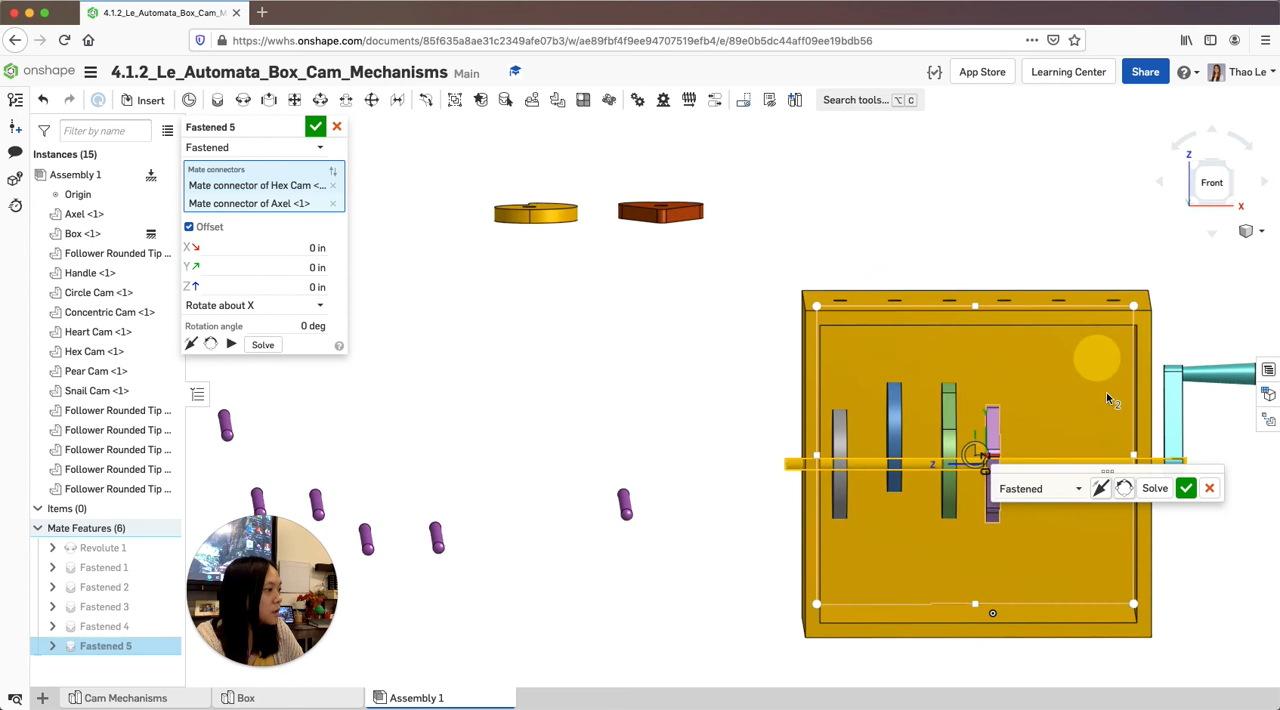 4.1.2_Le_Automata_Box_Cam_M
https://wwhs.onshape.com/documents/85f635a8ae31c2349afe07b3/w/ae89fbf4f9ee94707519efb4/e/89e0b5dc44aff09ee19bdb56
onshape
4.1.2_Le_Automata_Box_Cam_Mechanisms Main
App Store
Learning Center
Share
Thao Le
Insert
Search tools... ⌥ C
Filter by name
Instances (15)
Assembly 1
Origin
Axel <1>
Box <1>
Follower Rounded Tip ...
Handle <1>
Circle Cam <1>
Concentric Cam <1>
Heart Cam <1>
Hex Cam <1>
Pear Cam <1>
Snail Cam <1>
Follower Rounded Tip ...
Follower Rounded Tip ...
Follower Rounded Tip ...
Follower Rounded Tip ...
Follower Rounded Tip ...
Items (0)
Mate Features (6)
Revolute 1
Fastened 1
Fastened 2
Fastened 3
Fastened 4
Fastened 5
Fastened 5
Fastened
Mate connectors
Mate connector of Hex Cam <...
Mate connector of Axel <1>
Offset
X 0 in
Y 0 in
Z 0 in
Rotate about X
Rotation angle 0 deg
Solve
Z
Front
X
Z
2
Fastened
Solve
Cam Mechanisms
Box
Assembly 1